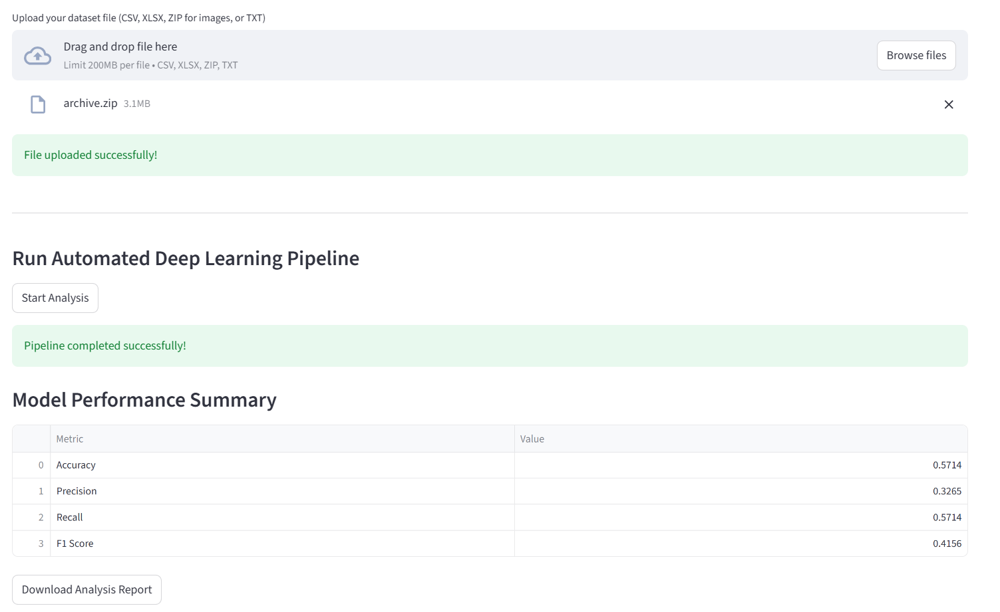 Upload your dataset file (CSV, XLSX, ZIP for images, or TXT)
Drag and drop file here
Limit 200MB per file • CSV, XLSX, ZIP, TXT
Browse files
archive.zip 3.1MB
File uploaded successfully!
Run Automated Deep Learning Pipeline
Start Analysis
Pipeline completed successfully!
Model Performance Summary
Metric Value
0 Accuracy 0.5714
1 Precision 0.3265
2 Recall 0.5714
3 F1 Score 0.4156
Download Analysis Report